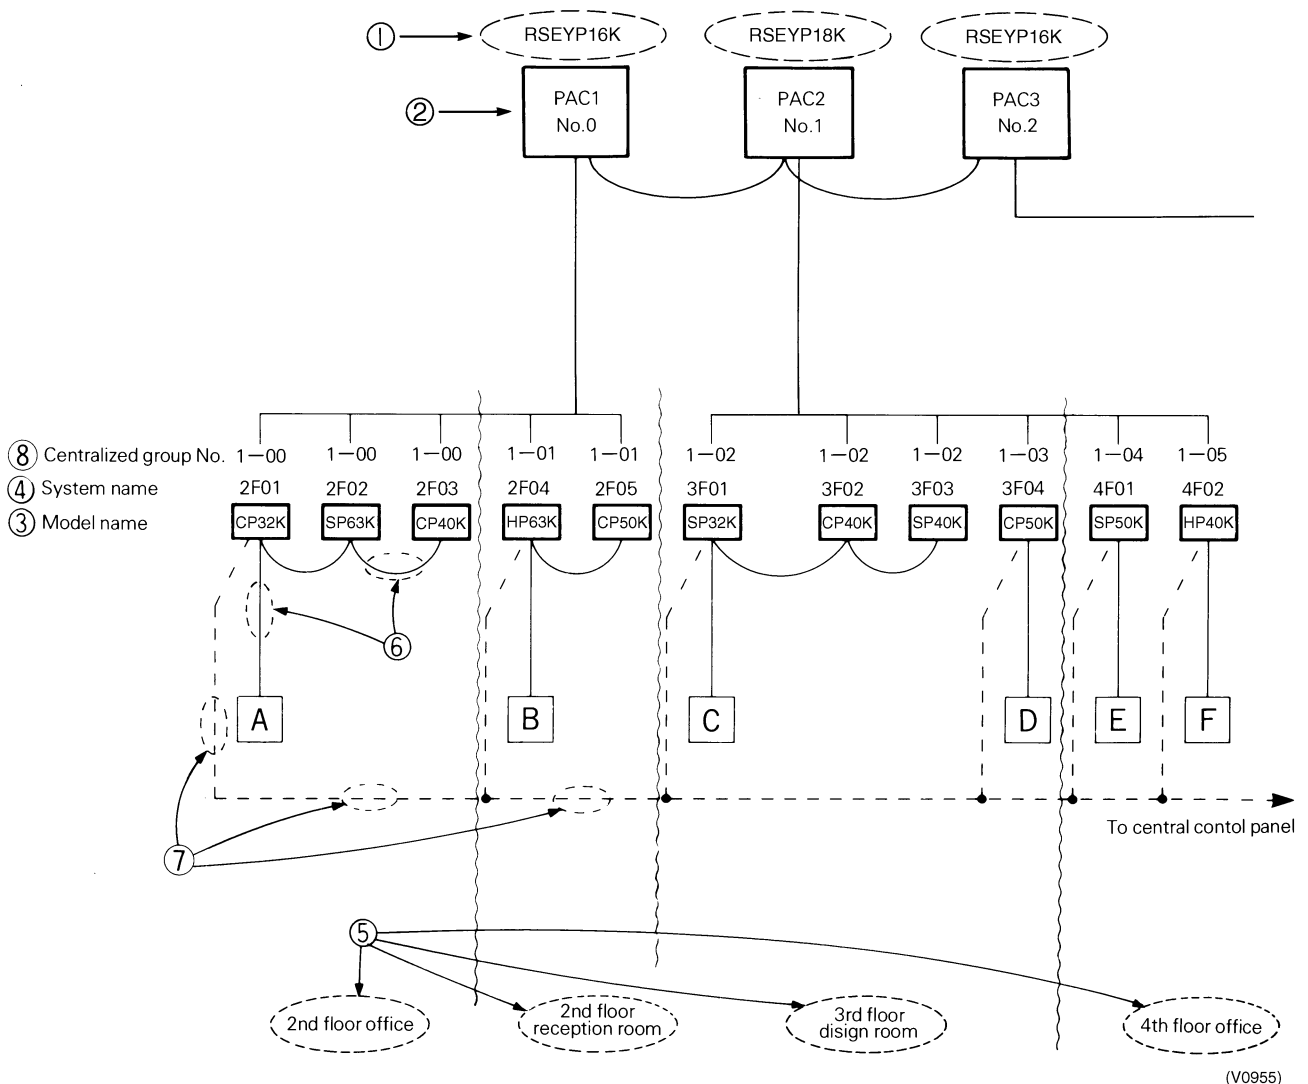 ① RSEYP16K RSEYP18K RSEYP16K
② PAC1 PAC2 PAC3
No.0 No.1 No.2
⑧ Centralized group No. 1-00 1-00 1-00 1-01 1-01 1-02 1-02 1-02 1-03 1-04 1-05
④ System name 2F01 2F02 2F03 2F04 2F05 3F01 3F02 3F03 3F04 4F01 4F02
③ Model name CP32K SP63K CP40K HP63K CP50K SP32K CP40K SP40K CP50K SP50K HP40K
⑥
A B C D E F
To central contol panel
⑦
⑤
2nd floor office
2nd floor
reception room
3rd floor
disign room
4th floor office
(V0955)